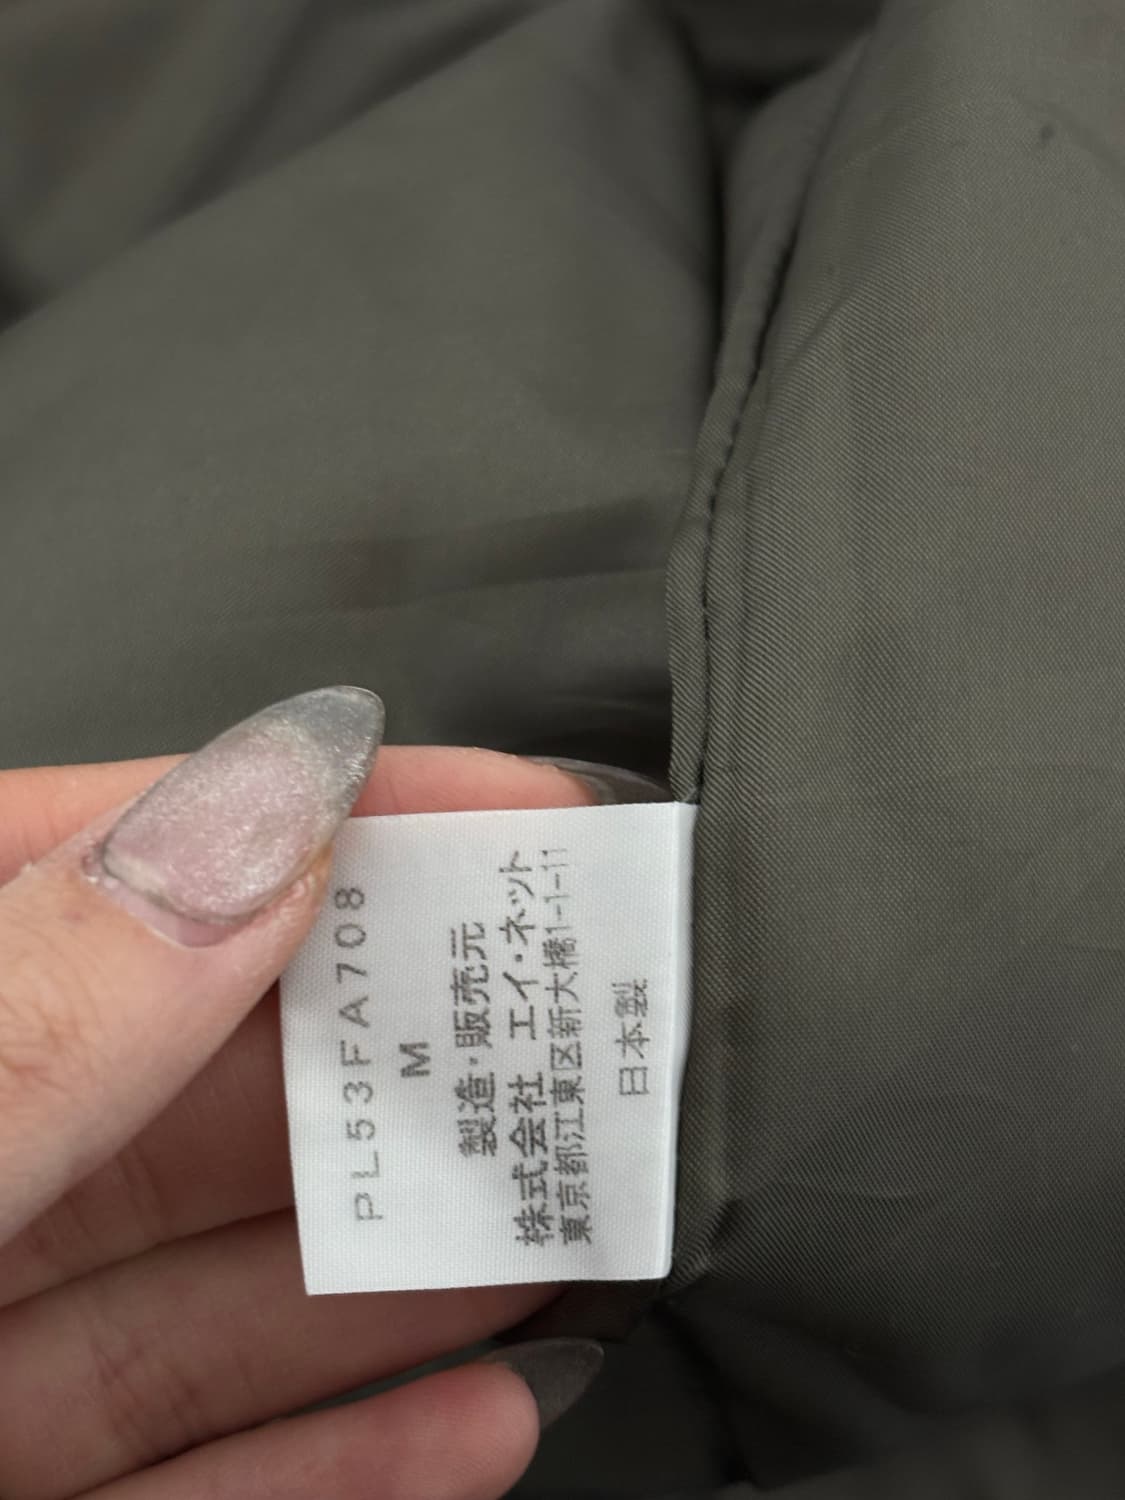 PL53FA708
M
製造・販売元
株式会社 エイ・ネット
東京都江東区新大橋1-1-11
日本製